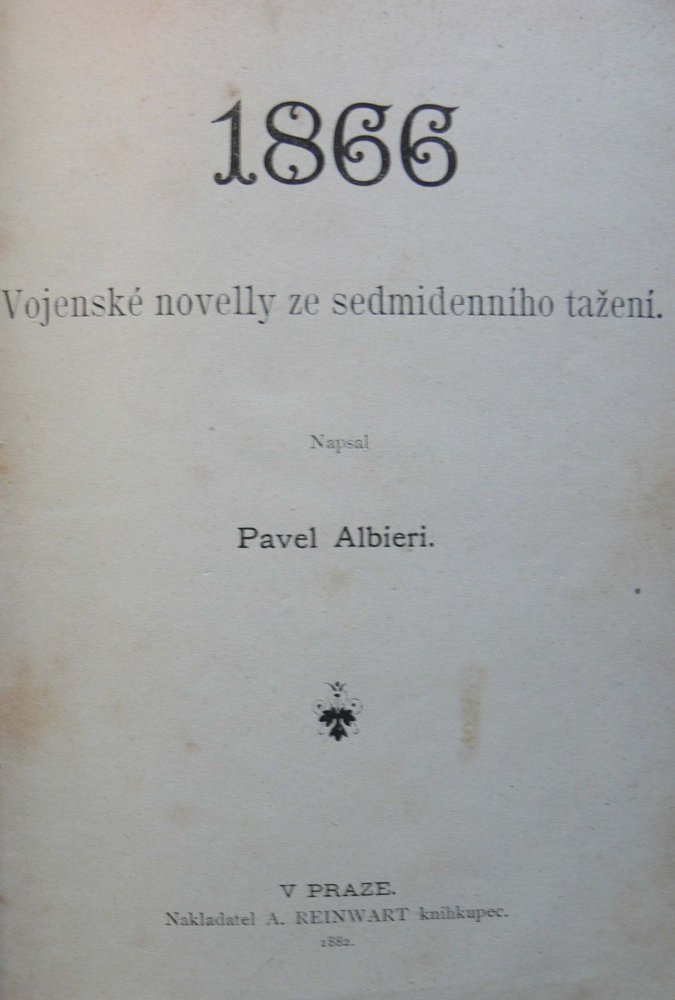 1866
Vojenské novelly ze sedmidenního tažení.
Napsal
Pavel Albieri.
V PRAZE.
Nakladatel A. REINWART knihkupec.
1882.